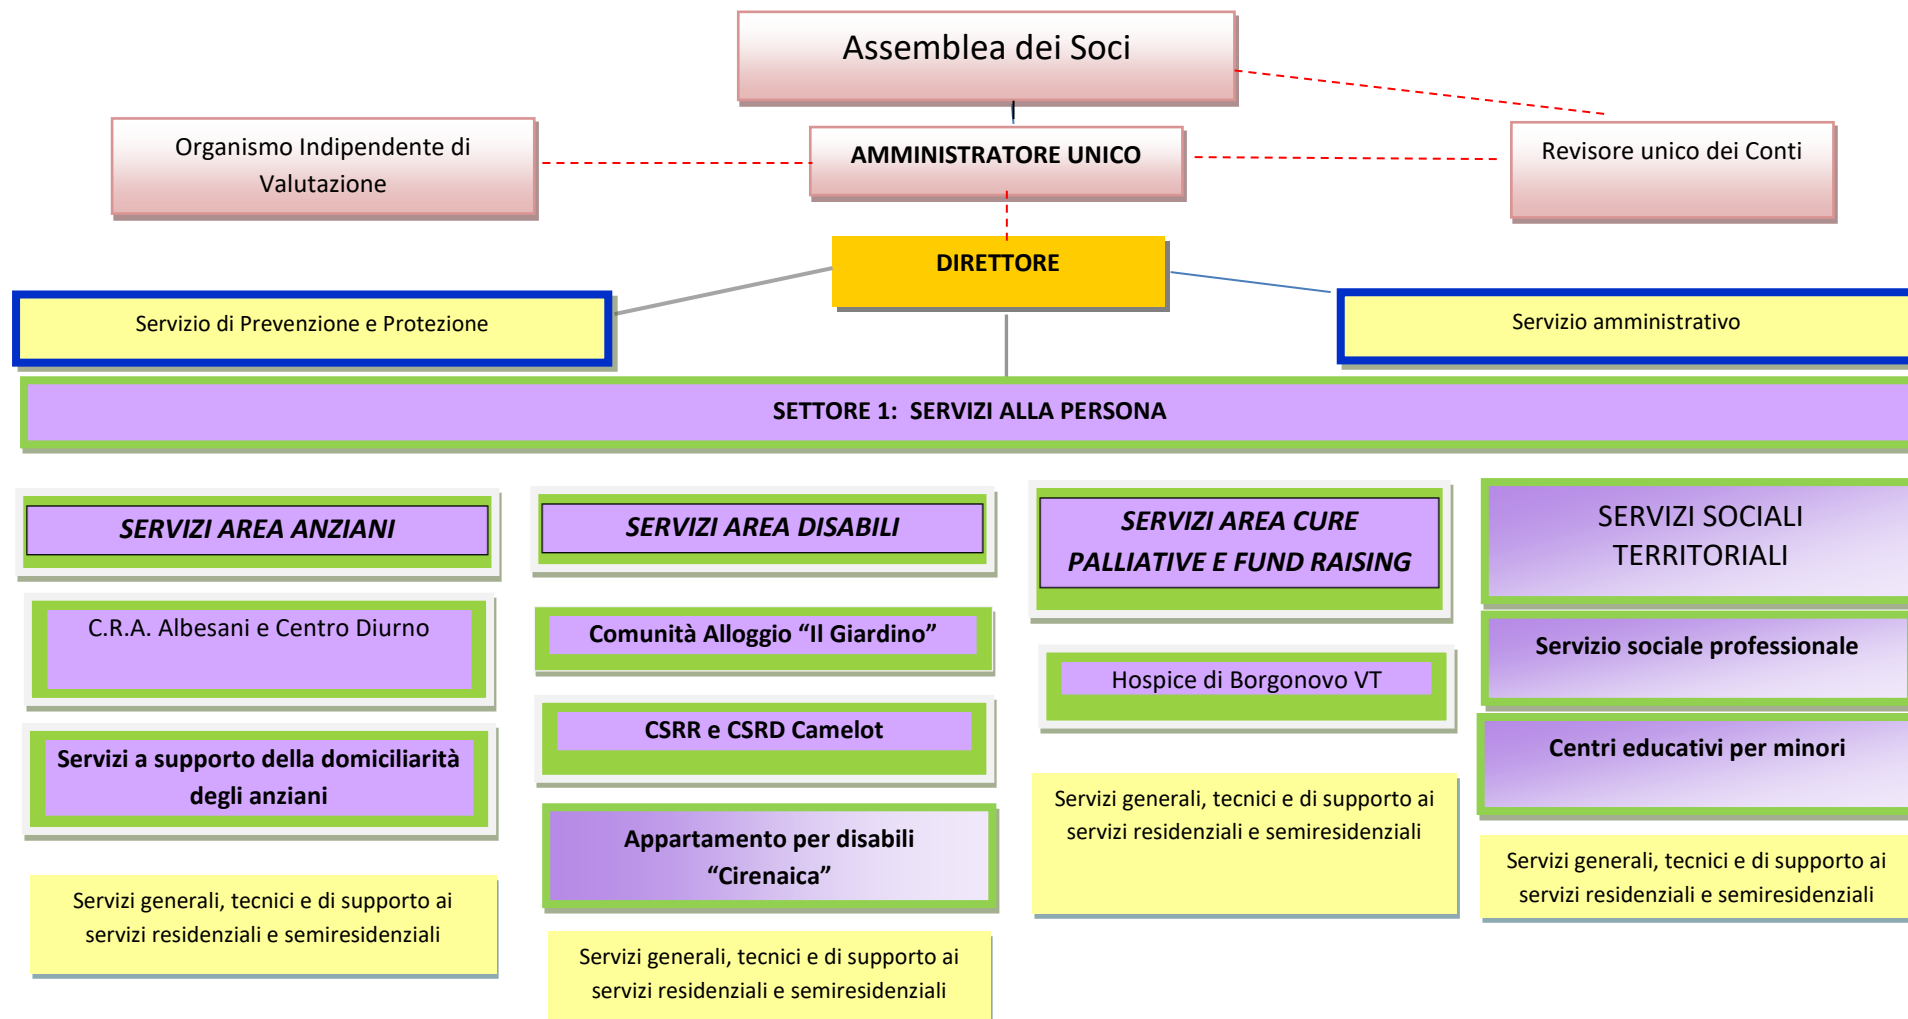 Assemblea dei Soci
Organismo Indipendente di
Valutazione
AMMINISTRATORE UNICO
Revisore unico dei Conti
DIRETTORE
Servizio di Prevenzione e Protezione
Servizio amministrativo
SETTORE 1: SERVIZI ALLA PERSONA
SERVIZI AREA ANZIANI
C.R.A. Albesani e Centro Diurno
Servizi a supporto della domiciliarità
degli anziani
Servizi generali, tecnici e di supporto ai
servizi residenziali e semiresidenziali
SERVIZI AREA DISABILI
Comunità Alloggio “Il Giardino”
CSRR e CSRD Camelot
Appartamento per disabili
“Cirenaica”
Servizi generali, tecnici e di supporto ai
servizi residenziali e semiresidenziali
SERVIZI AREA CURE
PALLIATIVE E FUND RAISING
Hospice di Borgonovo VT
Servizi generali, tecnici e di supporto ai
servizi residenziali e semiresidenziali
SERVIZI SOCIALI
TERRITORIALI
Servizio sociale professionale
Centri educativi per minori
Servizi generali, tecnici e di supporto ai
servizi residenziali e semiresidenziali